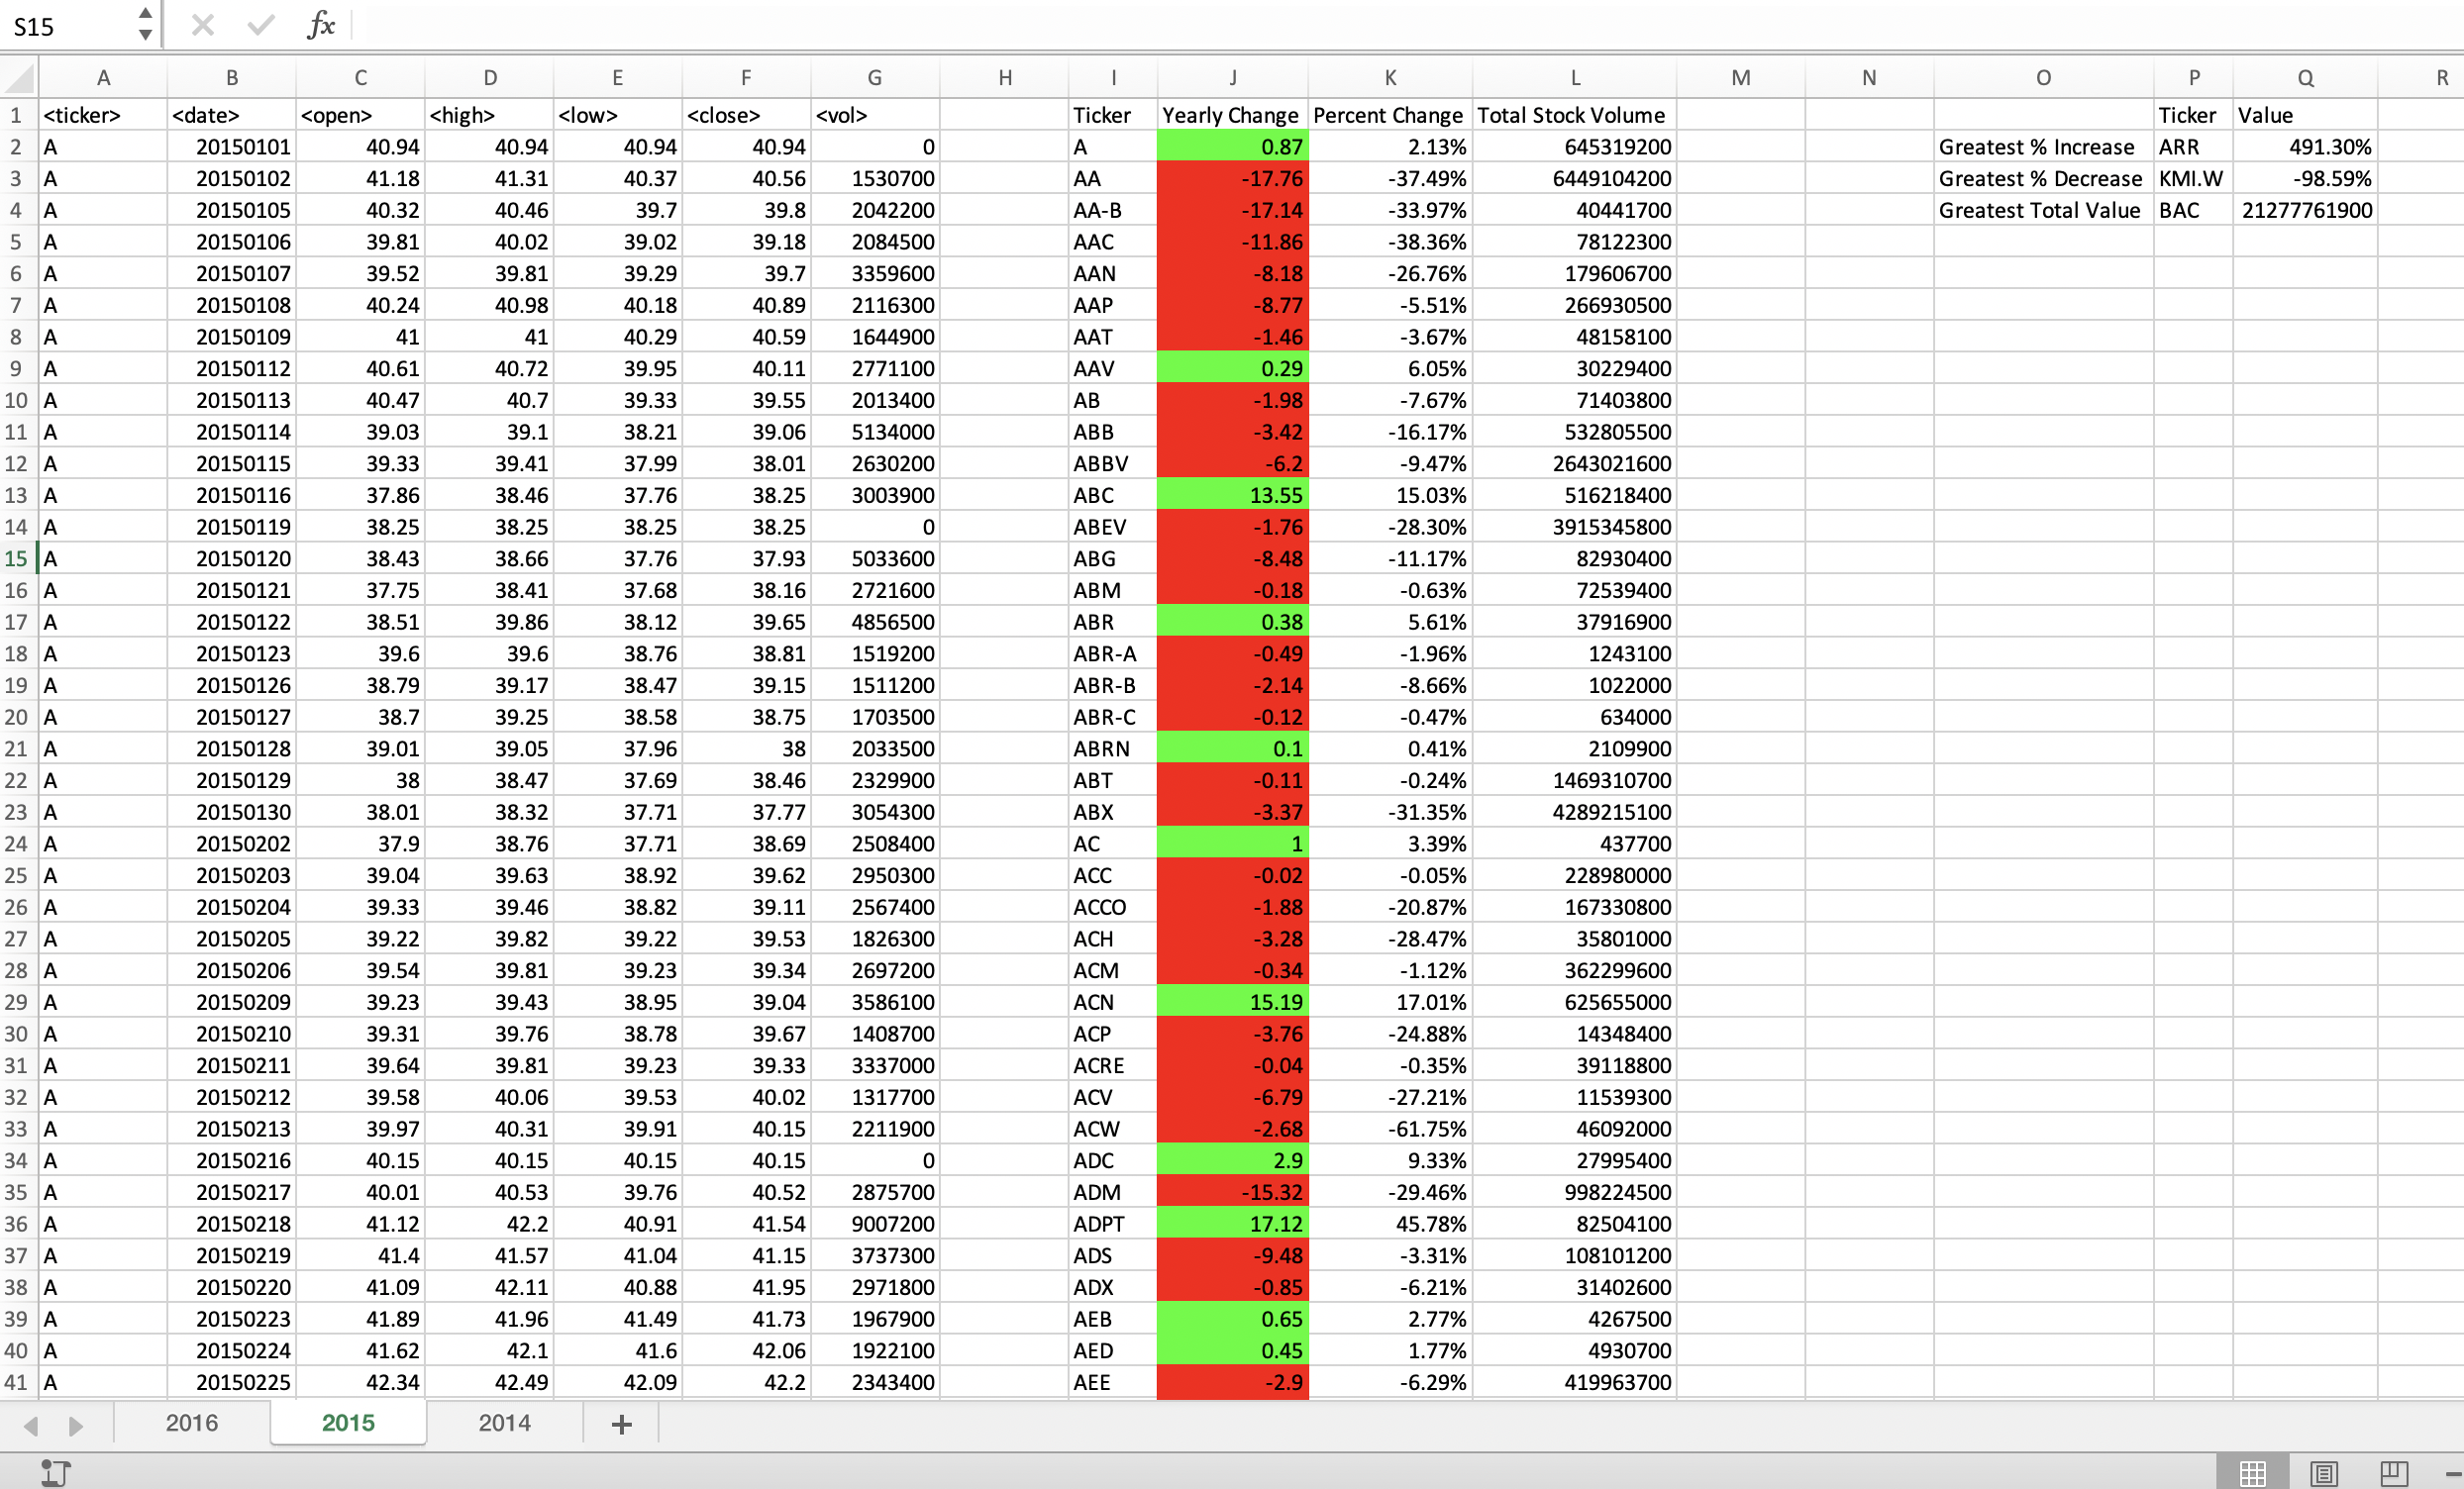 S15 fx
A B C D E F G H I J K L M N O P Q R
1 <ticker> <date> <open> <high> <low> <close> <vol> Ticker Yearly Change Percent Change Total Stock Volume Ticker Value
2 A 20150101 40.94 40.94 40.94 40.94 0 A 0.87 2.13% 645319200 Greatest % Increase ARR 491.30%
3 A 20150102 41.18 41.31 40.37 40.56 1530700 AA -17.76 -37.49% 6449104200 Greatest % Decrease KMI.W -98.59%
4 A 20150105 40.32 40.46 39.7 39.8 2042200 AA-B -17.14 -33.97% 40441700 Greatest Total Value BAC 21277761900
5 A 20150106 39.81 40.02 39.02 39.18 2084500 AAC -11.86 -38.36% 78122300
6 A 20150107 39.52 39.81 39.29 39.7 3359600 AAN -8.18 -26.76% 179606700
7 A 20150108 40.24 40.98 40.18 40.89 2116300 AAP -8.77 -5.51% 266930500
8 A 20150109 41 41 40.29 40.59 1644900 AAT -1.46 -3.67% 48158100
9 A 20150112 40.61 40.72 39.95 40.11 2771100 AAV 0.29 6.05% 30229400
10 A 20150113 40.47 40.7 39.33 39.55 2013400 AB -1.98 -7.67% 71403800
11 A 20150114 39.03 39.1 38.21 39.06 5134000 ABB -3.42 -16.17% 532805500
12 A 20150115 39.33 39.41 37.99 38.01 2630200 ABBV -6.2 -9.47% 2643021600
13 A 20150116 37.86 38.46 37.76 38.25 3003900 ABC 13.55 15.03% 516218400
14 A 20150119 38.25 38.25 38.25 38.25 0 ABEV -1.76 -28.30% 3915345800
15 A 20150120 38.43 38.66 37.76 37.93 5033600 ABG -8.48 -11.17% 82930400
16 A 20150121 37.75 38.41 37.68 38.16 2721600 ABM -0.18 -0.63% 72539400
17 A 20150122 38.51 39.86 38.12 39.65 4856500 ABR 0.38 5.61% 37916900
18 A 20150123 39.6 39.6 38.76 38.81 1519200 ABR-A -0.49 -1.96% 1243100
19 A 20150126 38.79 39.17 38.47 39.15 1511200 ABR-B -2.14 -8.66% 1022000
20 A 20150127 38.7 39.25 38.58 38.75 1703500 ABR-C -0.12 -0.47% 634000
21 A 20150128 39.01 39.05 37.96 38 2033500 ABRN 0.1 0.41% 2109900
22 A 20150129 38 38.47 37.69 38.46 2329900 ABT -0.11 -0.24% 1469310700
23 A 20150130 38.01 38.32 37.71 37.77 3054300 ABX -3.37 -31.35% 4289215100
24 A 20150202 37.9 38.76 37.71 38.69 2508400 AC 1 3.39% 437700
25 A 20150203 39.04 39.63 38.92 39.62 2950300 ACC -0.02 -0.05% 228980000
26 A 20150204 39.33 39.46 38.82 39.11 2567400 ACCO -1.88 -20.87% 167330800
27 A 20150205 39.22 39.82 39.22 39.53 1826300 ACH -3.28 -28.47% 35801000
28 A 20150206 39.54 39.81 39.23 39.34 2697200 ACM -0.34 -1.12% 362299600
29 A 20150209 39.23 39.43 38.95 39.04 3586100 ACN 15.19 17.01% 625655000
30 A 20150210 39.31 39.76 38.78 39.67 1408700 ACP -3.76 -24.88% 14348400
31 A 20150211 39.64 39.81 39.23 39.33 3337000 ACRE -0.04 -0.35% 39118800
32 A 20150212 39.58 40.06 39.53 40.02 1317700 ACV -6.79 -27.21% 11539300
33 A 20150213 39.97 40.31 39.91 40.15 2211900 ACW -2.68 -61.75% 46092000
34 A 20150216 40.15 40.15 40.15 40.15 0 ADC 2.9 9.33% 27995400
35 A 20150217 40.01 40.53 39.76 40.52 2875700 ADM -15.32 -29.46% 998224500
36 A 20150218 41.12 42.2 40.91 41.54 9007200 ADPT 17.12 45.78% 82504100
37 A 20150219 41.4 41.57 41.04 41.15 3737300 ADS -9.48 -3.31% 108101200
38 A 20150220 41.09 42.11 40.88 41.95 2971800 ADX -0.85 -6.21% 31402600
39 A 20150223 41.89 41.96 41.49 41.73 1967900 AEB 0.65 2.77% 4267500
40 A 20150224 41.62 42.1 41.6 42.06 1922100 AED 0.45 1.77% 4930700
41 A 20150225 42.34 42.49 42.09 42.2 2343400 AEE -2.9 -6.29% 419963700
2016 2015 2014 +